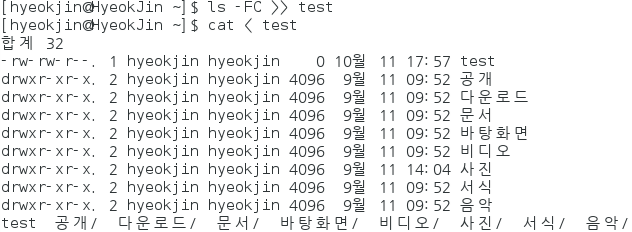 [hyeokjin@HyeokJin ~]$ ls -FC >> test
[hyeokjin@HyeokJin ~]$ cat < test
합계 32
-rw-rw-r--. 1 hyeokjin hyeokjin    0 10월  11 17:57 test
drwxr-xr-x. 2 hyeokjin hyeokjin 4096  9월  11 09:52 공개
drwxr-xr-x. 2 hyeokjin hyeokjin 4096  9월  11 09:52 다운로드
drwxr-xr-x. 2 hyeokjin hyeokjin 4096  9월  11 09:52 문서
drwxr-xr-x. 2 hyeokjin hyeokjin 4096  9월  11 09:52 바탕화면
drwxr-xr-x. 2 hyeokjin hyeokjin 4096  9월  11 09:52 비디오
drwxr-xr-x. 2 hyeokjin hyeokjin 4096  9월  11 14:04 사진
drwxr-xr-x. 2 hyeokjin hyeokjin 4096  9월  11 09:52 서식
drwxr-xr-x. 2 hyeokjin hyeokjin 4096  9월  11 09:52 음악
test  공개/  다운로드/  문서/  바탕화면/  비디오/  사진/  서식/  음악/